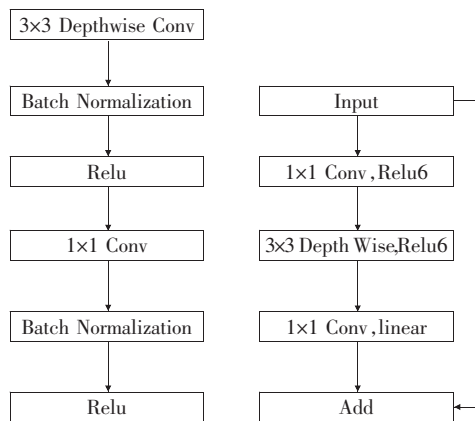 3×3 Depthwise Conv
Batch Normalization
Relu
1×1 Conv
Batch Normalization
Relu
Input
1×1 Conv,Relu6
3×3 Depth Wise,Relu6
1×1 Conv,linear
Add